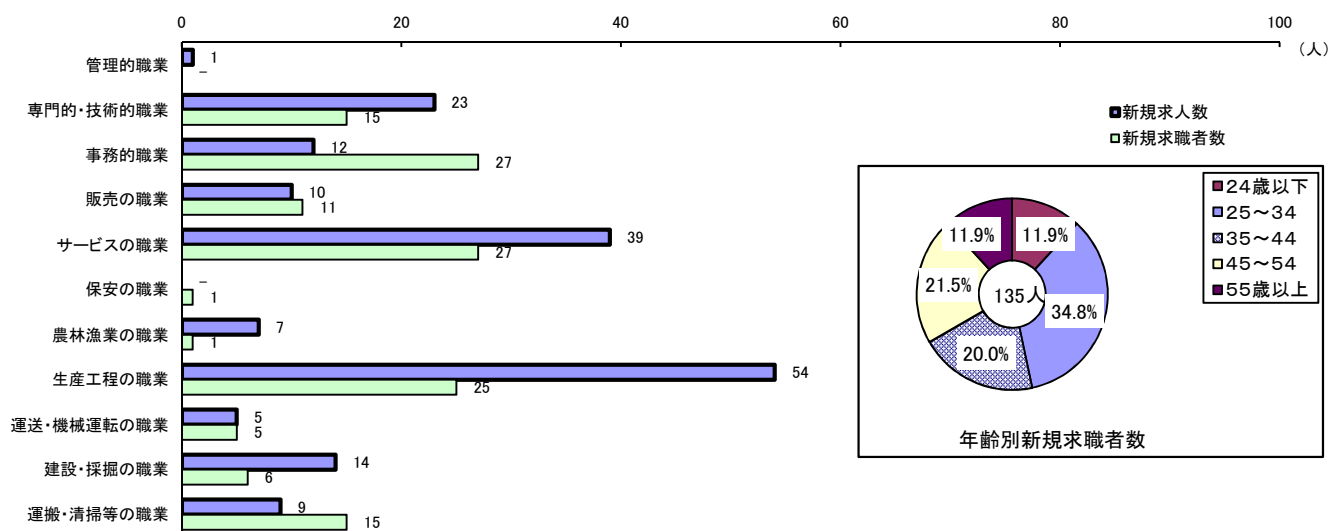 0 20 40 60 80 100
（人）
管理的職業 1
－
専門的・技術的職業 23
15
事務的職業 12
27
販売の職業 10
11
サービスの職業 39
27
保安の職業 －
1
農林漁業の職業 7
1
生産工程の職業 54
25
運送・機械運転の職業 5
5
建設・採掘の職業 14
6
運搬・清掃等の職業 9
15
新規求人数
新規求職者数
24歳以下
25～34
35～44
45～54
55歳以上
11.9% 11.9%
21.5% 135人 34.8%
20.0%
年齢別新規求職者数